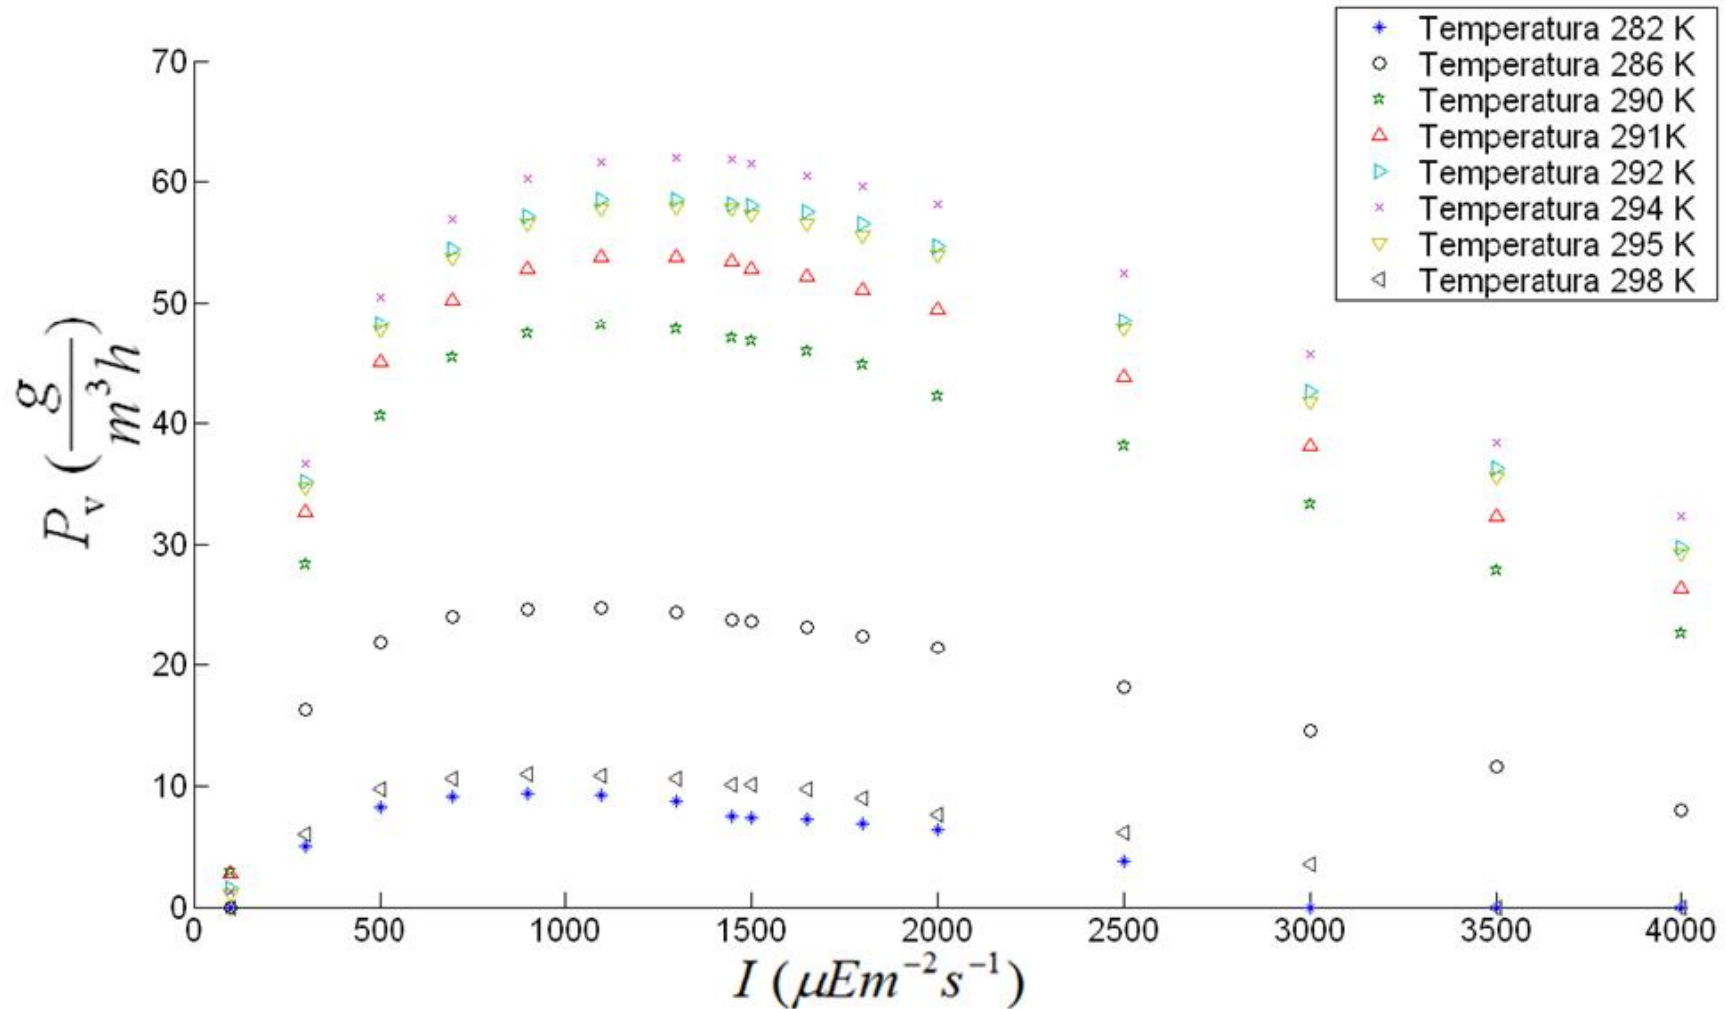 Temperatura 282 K
Temperatura 286 K
Temperatura 290 K
Temperatura 291K
Temperatura 292 K
Temperatura 294 K
Temperatura 295 K
Temperatura 298 K
70
60
50
40
30
20
10
0
P_v (g/m³h)
0 500 1000 1500 2000 2500 3000 3500 4000
I (μEm⁻²s⁻¹)